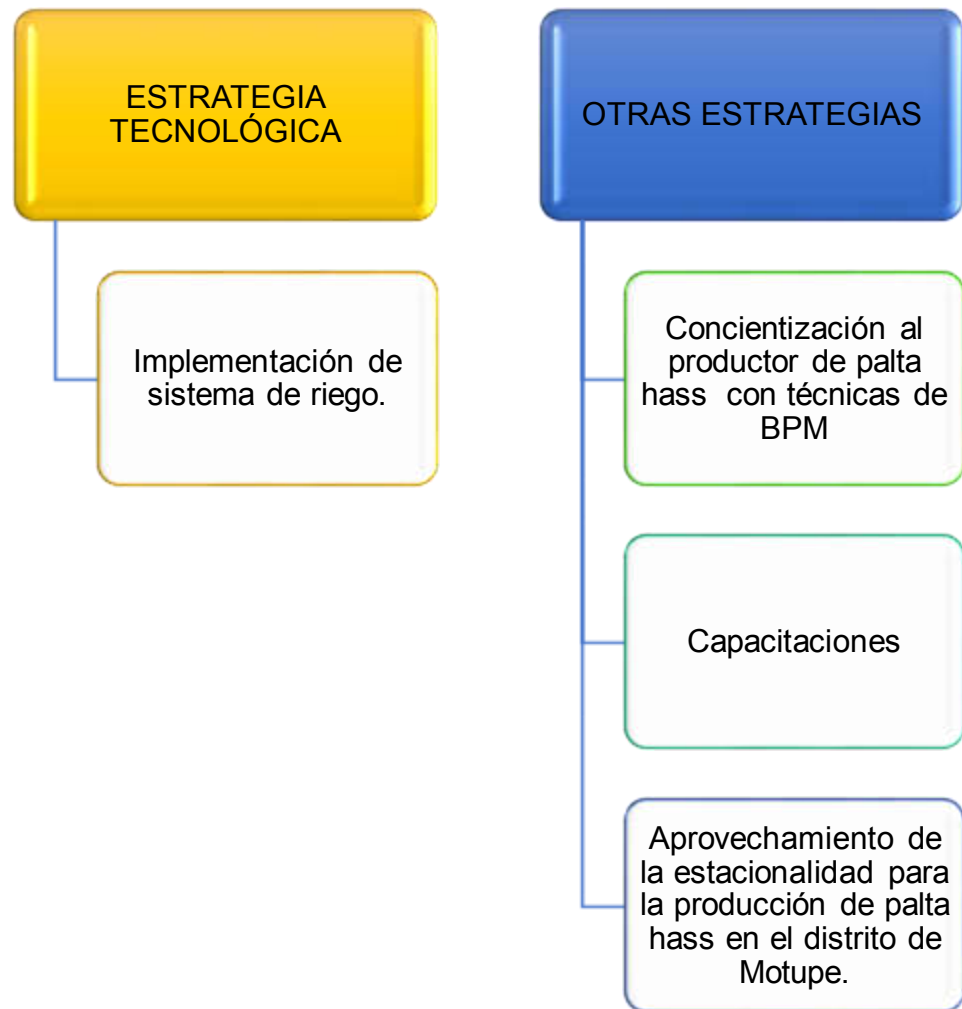 ESTRATEGIA
TECNOLÓGICA
Implementación de
sistema de riego.
OTRAS ESTRATEGIAS
Concientización al
productor de palta
hass con técnicas de
BPM
Capacitaciones
Aprovechamiento de
la estacionalidad para
la producción de palta
hass en el distrito de
Motupe.